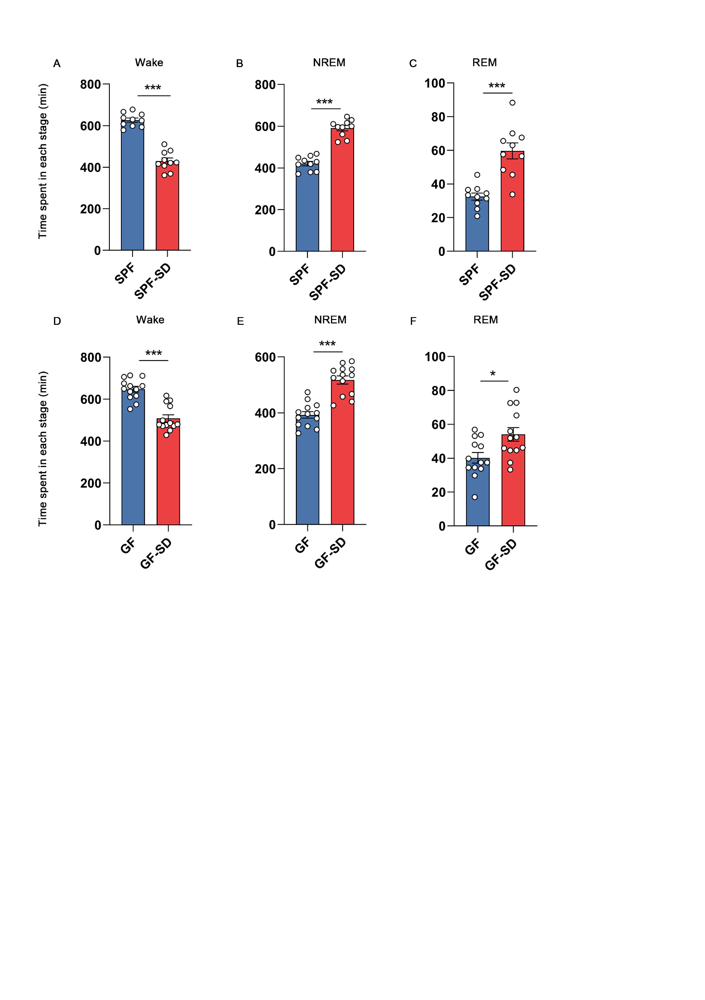 A
Wake
B
NREM
C
REM
Time spent in each stage (min)
800
600
400
200
0
***
SPF
SPF-SD
800
600
400
200
0
***
SPF
SPF-SD
100
80
60
40
20
0
***
SPF
SPF-SD
D
Wake
E
NREM
F
REM
Time spent in each stage (min)
800
600
400
200
0
***
GF
GF-SD
600
400
200
0
***
GF
GF-SD
100
80
60
40
20
0
*
GF
GF-SD